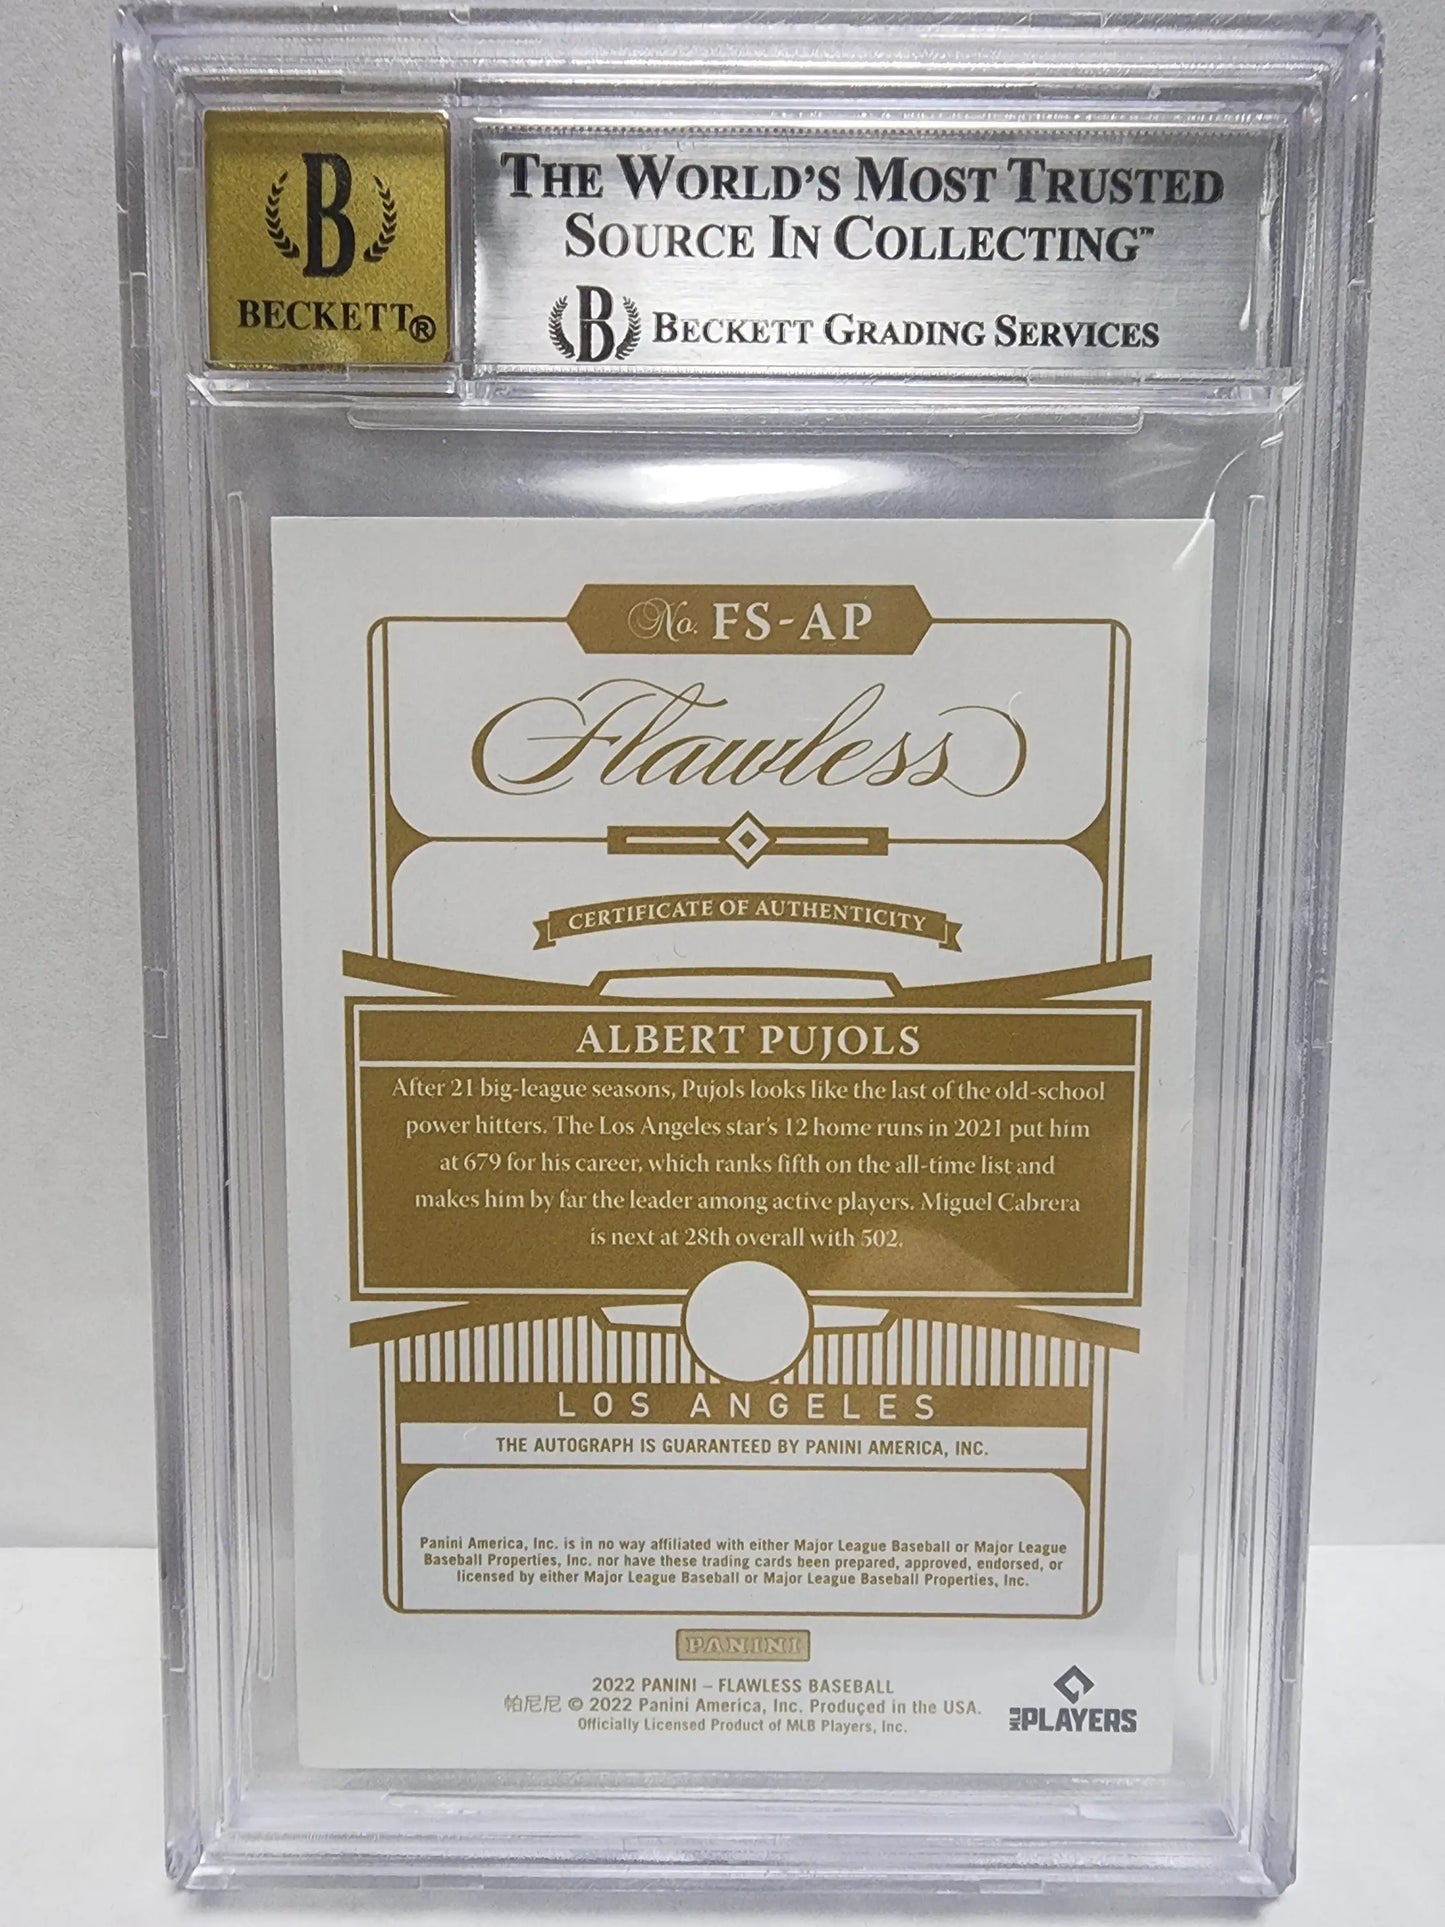 B
BECKETT®
THE WORLD'S MOST TRUSTED
SOURCE IN COLLECTING™
B BECKETT GRADING SERVICES
No. FS-AP
Flawless
CERTIFICATE OF AUTHENTICITY
ALBERT PUJOLS
After 21 big-league seasons, Pujols looks like the last of the old-school
power hitters. The Los Angeles star's 12 home runs in 2021 put him
at 679 for his career, which ranks fifth on the all-time list and
makes him by far the leader among active players. Miguel Cabrera
is next at 28th overall with 502.
LOS ANGELES
THE AUTOGRAPH IS GUARANTEED BY PANINI AMERICA, INC.
Panini America, Inc. is in no way affiliated with either Major League Baseball or Major League
Baseball Properties, Inc. nor have these trading cards been prepared, approved, endorsed, or
licensed by either Major League Baseball or Major League Baseball Properties, Inc.
PANINI
2022 PANINI – FLAWLESS BASEBALL
帕尼尼 © 2022 Panini America, Inc. Produced in the USA.
Officially Licensed Product of MLB Players, Inc.
MLB PLAYERS